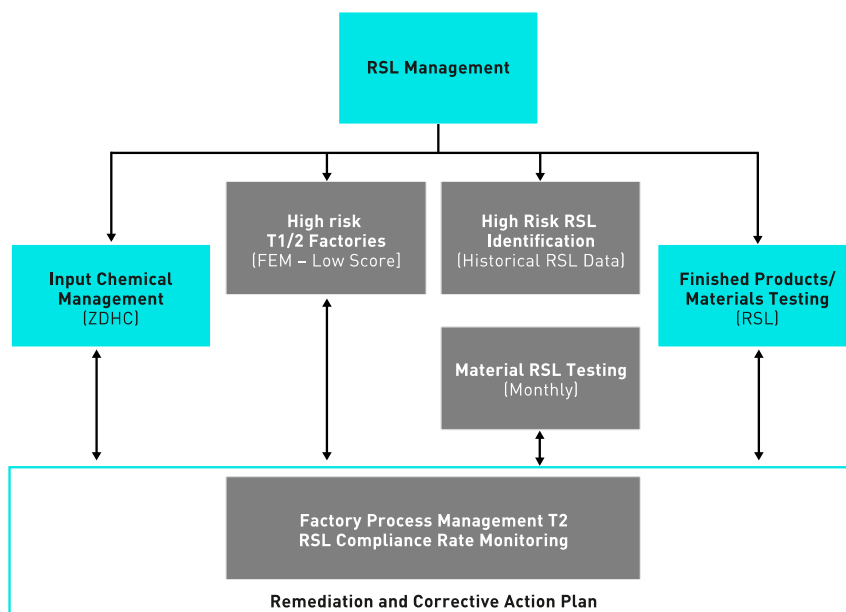 RSL Management
High risk
T1/2 Factories
(FEM – Low Score]
High Risk RSL
Identification
(Historical RSL Data)
Input Chemical
Management
(ZDHC)
Finished Products/
Materials Testing
(RSL)
Material RSL Testing
(Monthly)
Factory Process Management T2
RSL Compliance Rate Monitoring
Remediation and Corrective Action Plan